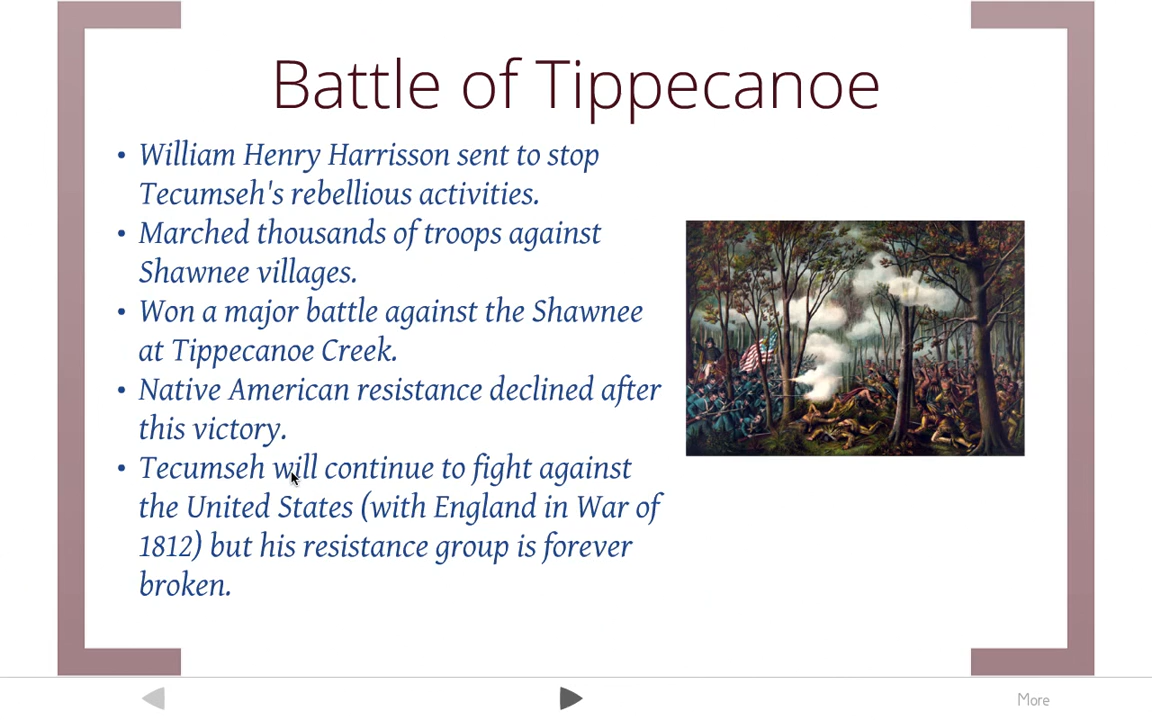 Battle of Tippecanoe
• William Henry Harrisson sent to stop
Tecumseh's rebellious activities.
• Marched thousands of troops against
Shawnee villages.
• Won a major battle against the Shawnee
at Tippecanoe Creek.
• Native American resistance declined after
this victory.
• Tecumseh will continue to fight against
the United States (with England in War of
1812) but his resistance group is forever
broken.
More